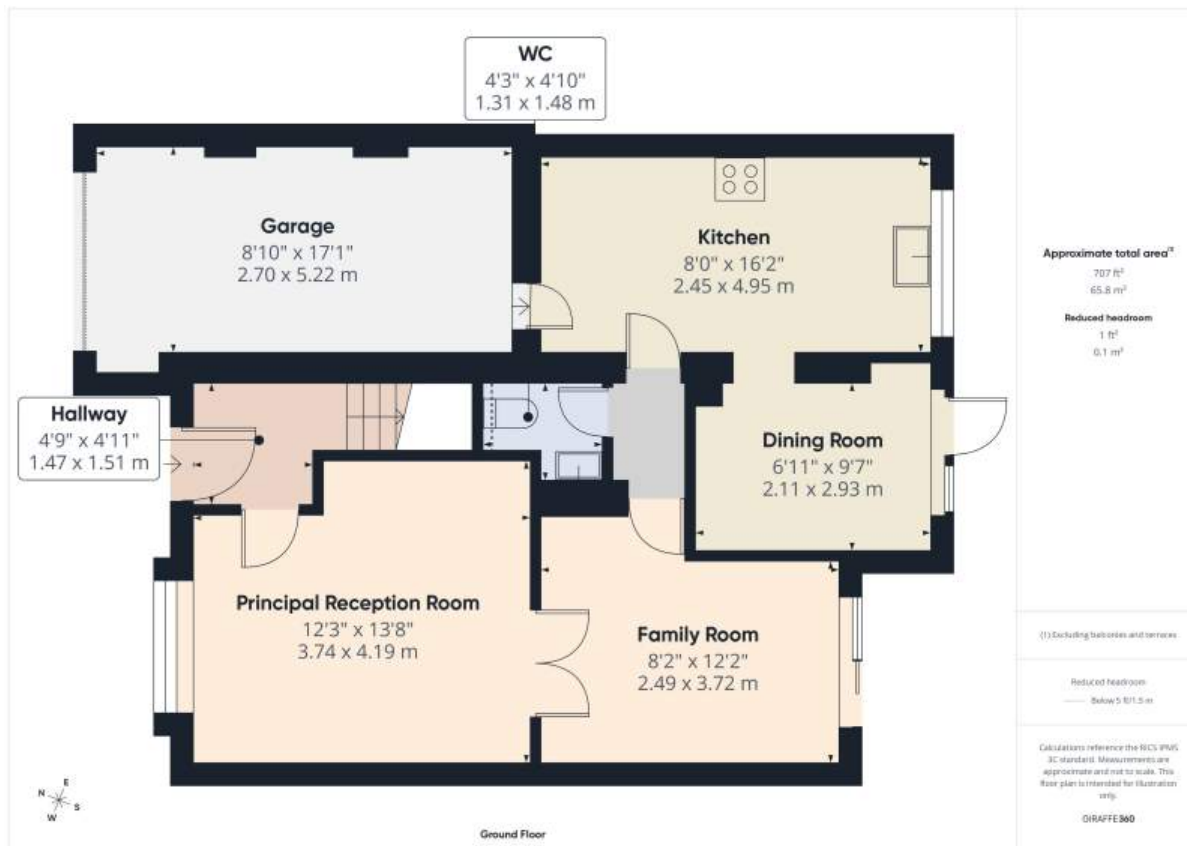 WC
4'3" x 4'10"
1.31 x 1.48 m
Garage
8'10" x 17'1"
2.70 x 5.22 m
Kitchen
8'0" x 16'2"
2.45 x 4.95 m
Hallway
4'9" x 4'11"
1.47 x 1.51 m
Dining Room
6'11" x 9'7"
2.11 x 2.93 m
Principal Reception Room
12'3" x 13'8"
3.74 x 4.19 m
Family Room
8'2" x 12'2"
2.49 x 3.72 m
N E S W
Ground Floor
Approximate total area(1)
707 ft²
65.8 m²
Reduced headroom
1 ft²
0.1 m²
(1) Excluding balconies and terraces
Reduced headroom
Below 5 ft/1.5 m
Calculations reference the RICS IPMS
3C standard. Measurements are
approximate and not to scale. This
floor plan is intended for illustration
only.
GIRAFFE360